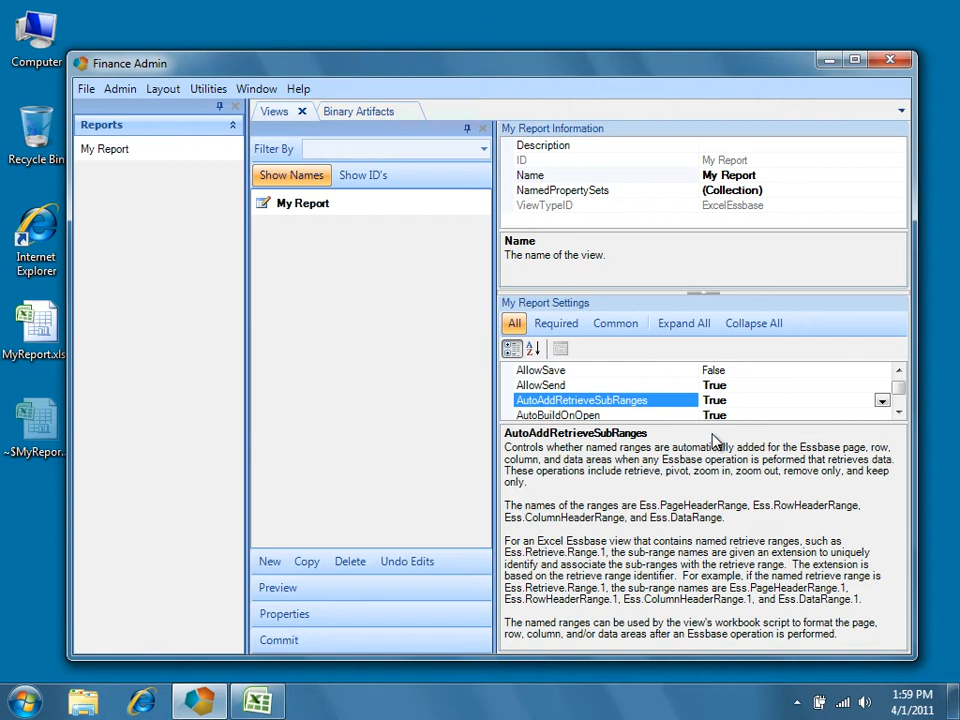 Computer
Recycle Bin
Internet
Explorer
MyReport.xls
~$MyRepor...
Finance Admin
File Admin Layout Utilities Window Help
Reports
My Report
Views Binary Artifacts
Filter By
Show Names Show ID's
My Report
New Copy Delete Undo Edits
Preview
Properties
Commit
My Report Information
Description
ID My Report
Name My Report
NamedPropertySets (Collection)
ViewTypeID ExcelEssbase
Name
The name of the view.
My Report Settings
All Required Common Expand All Collapse All
AllowSave False
AllowSend True
AutoAddRetrieveSubRanges True
AutoBuildOnOpen True
AutoAddRetrieveSubRanges
Controls whether named ranges are automatically added for the Essbase page, row,
column, and data areas when any Essbase operation is peformed that retrieves data.
These operations include retrieve, pivot, zoom in, zoom out, remove only, and keep
only.
The names of the ranges are Ess.PageHeaderRange, Ess.RowHeaderRange,
Ess.ColumnHeaderRange, and Ess.DataRange.
For an Excel Essbase view that contains named retrieve ranges, such as
Ess.Retrieve.Range.1, the sub-range names are given an extension to uniquely
identify and associate the sub-ranges with the retrieve range. The extension is
based on the retrieve range identifier. For example, if the named retrieve range is
Ess.Retrieve.Range.1, the sub-range names are Ess.PageHeaderRange.1,
Ess.RowHeaderRange.1, Ess.ColumnHeaderRange.1, and Ess.DataRange.1.
The named ranges can be used by the view's workbook script to format the page,
row, column, and/or data areas after an Essbase operation is performed.
1:59 PM
4/1/2011